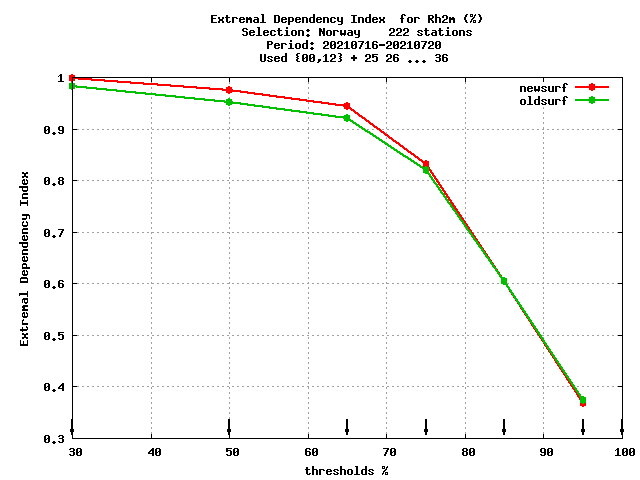 Extremal Dependency Index  for Rh2m (%)
Selection: Norway    222 stations
Period: 20210716-20210720
Used {00,12} + 25 26 ... 36
newsurf
oldsurf
1
0.9
0.8
0.7
0.6
0.5
0.4
0.3
Extremal Dependency Index
30 40 50 60 70 80 90 100
thresholds %